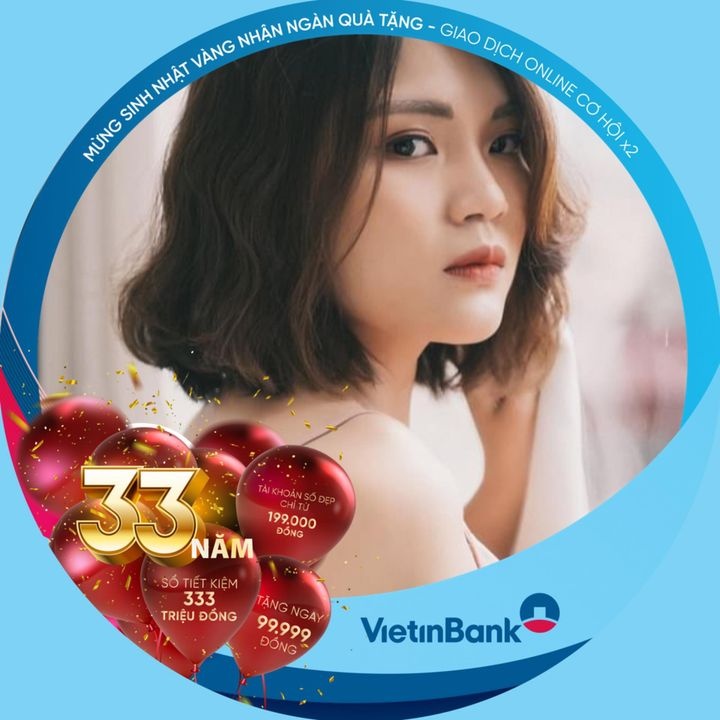 MỪNG SINH NHẬT VÀNG NHẬN NGÀN QUÀ TẶNG - GIAO DỊCH ONLINE CƠ HỘI x2
33
NĂM
TÀI KHOẢN SỐ ĐẸP
CHỈ TỪ
199.000
ĐỒNG
SỔ TIẾT KIỆM
333
TRIỆU ĐỒNG
TẶNG NGAY
99.999
ĐỒNG
VietinBank